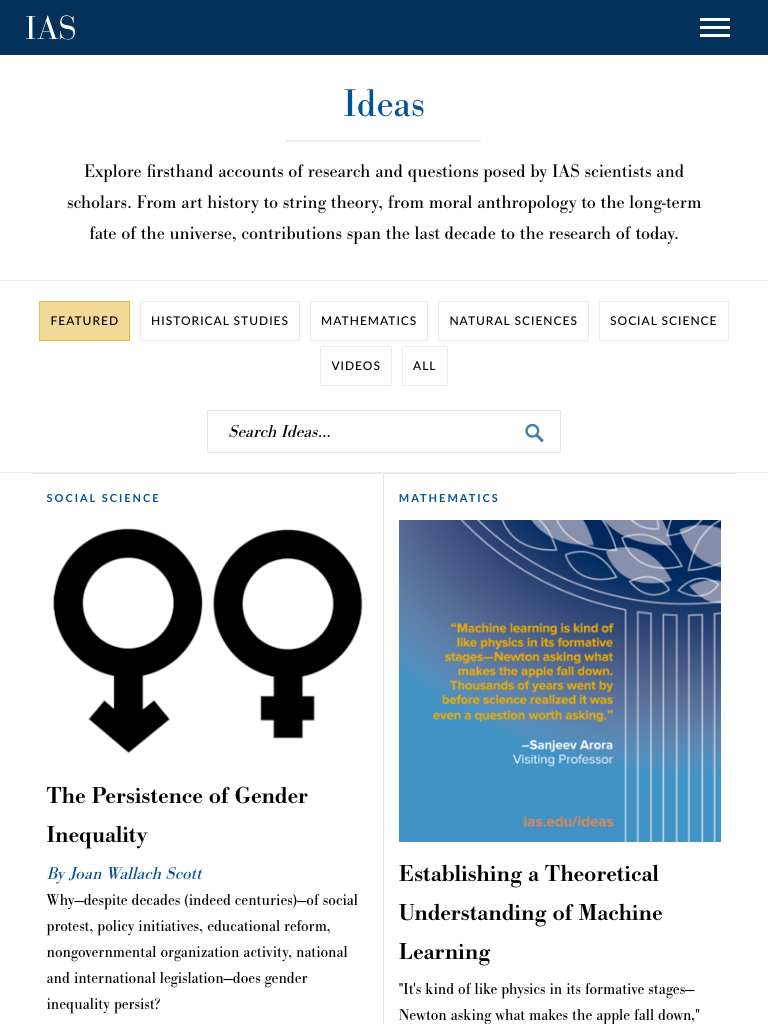 IAS
Ideas
Explore firsthand accounts of research and questions posed by IAS scientists and
scholars. From art history to string theory, from moral anthropology to the long-term
fate of the universe, contributions span the last decade to the research of today.
FEATURED
HISTORICAL STUDIES
MATHEMATICS
NATURAL SCIENCES
SOCIAL SCIENCE
VIDEOS
ALL
Search Ideas...
SOCIAL SCIENCE
The Persistence of Gender
Inequality
By Joan Wallach Scott
Why—despite decades (indeed centuries)—of social
protest, policy initiatives, educational reform,
nongovernmental organization activity, national
and international legislation—does gender
inequality persist?
MATHEMATICS
“Machine learning is kind of
like physics in its formative
stages—Newton asking what
makes the apple fall down.
Thousands of years went by
before science realized it was
even a question worth asking.”
–Sanjeev Arora
Visiting Professor
ias.edu/ideas
Establishing a Theoretical
Understanding of Machine
Learning
"It's kind of like physics in its formative stages—
Newton asking what makes the apple fall down,"